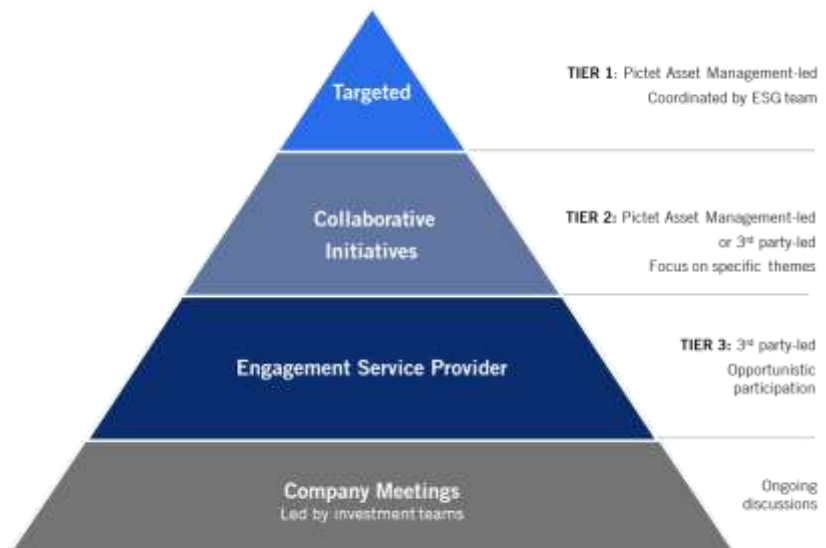 Targeted
TIER 1: Pictet Asset Management-led
Coordinated by ESG team
Collaborative
Initiatives
TIER 2: Pictet Asset Management-led
or 3rd party-led
Focus on specific themes
Engagement Service Provider
TIER 3: 3rd party-led
Opportunistic
participation
Company Meetings
Led by investment teams
Ongoing
discussions